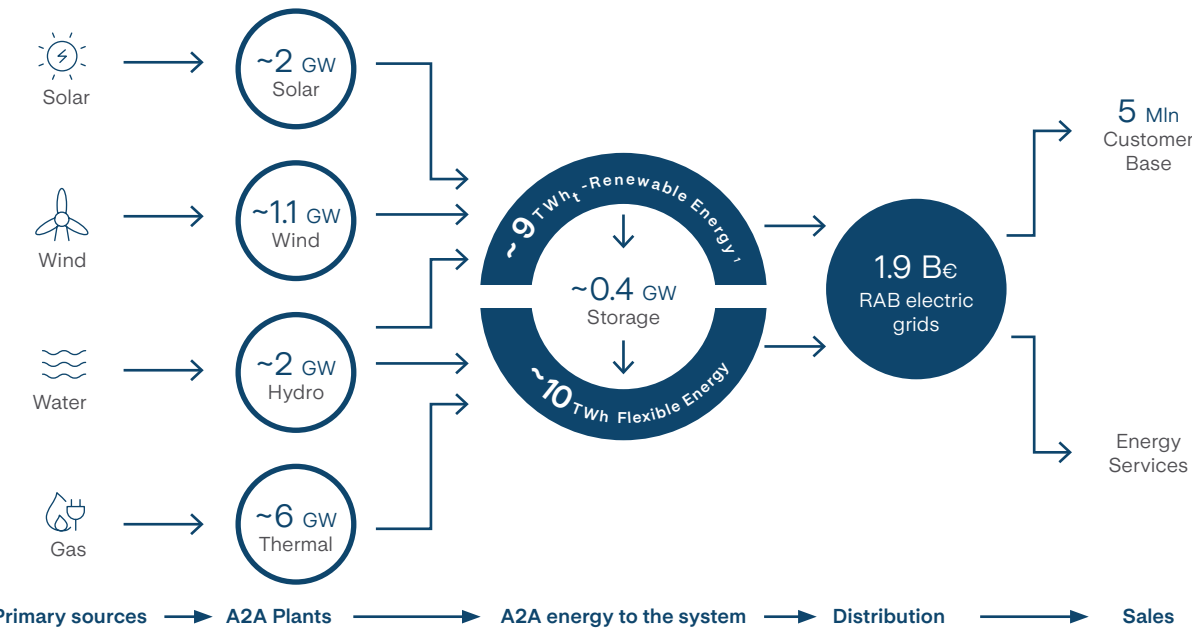 Solar
~2 GW
Solar
Wind
~1.1 GW
Wind
Water
~2 GW
Hydro
Gas
~6 GW
Thermal
~9 TWht-Renewable Energy¹
~0.4 GW
Storage
~10 TWh Flexible Energy
1.9 B€
RAB electric
grids
5 Mln
Customer
Base
Energy
Services
Primary sources
A2A Plants
A2A energy to the system
Distribution
Sales